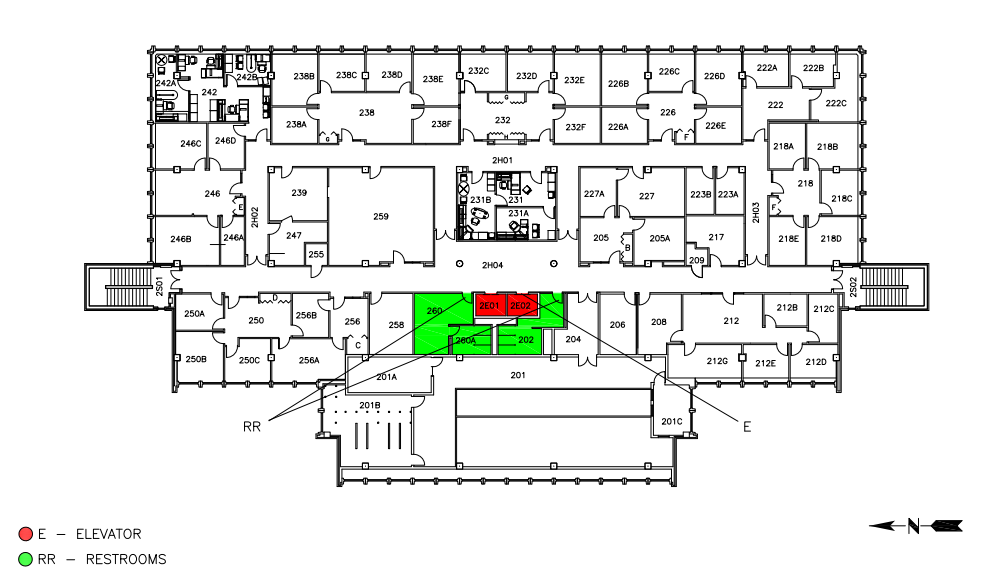 242A 242B 238B 238C 238D 238E 232C 232D 232E 226B 226C 226D 222A 222B
242 238 G 232 226 222 222C
238A G 238F 232F 226A F 226E
246C 246D 2H01 218A 218B
246 E 239 259 231B 231 227A 227 223B 223A F 218 218C
2H02 231A 2H03
246B 246A 247 255 205 B 205A 217 209 218E 218D
2S01 2H04 2S02
250A 250 D 256B 256 258 260 2E01 2E02 206 208 212 212B 212C
C 260A 202 204
250B 250C 256A 212G 212E 212D
201A 201
201B 201C
RR E
E – ELEVATOR
N
RR – RESTROOMS